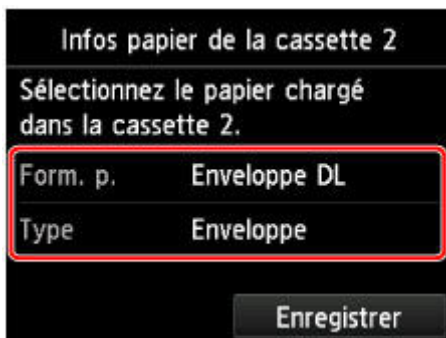 Infos papier de la cassette 2
Sélectionnez le papier chargé
dans la cassette 2.
Form. p. Enveloppe DL
Type Enveloppe
Enregistrer